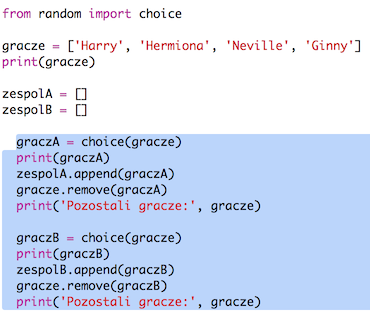 from random import choice
gracze = ['Harry', 'Hermiona', 'Neville', 'Ginny']
print(gracze)
zespolA = []
zespolB = []
graczA = choice(gracze)
print(graczA)
zespolA.append(graczA)
gracze.remove(graczA)
print('Pozostali gracze:', gracze)
graczB = choice(gracze)
print(graczB)
zespolB.append(graczB)
gracze.remove(graczB)
print('Pozostali gracze:', gracze)